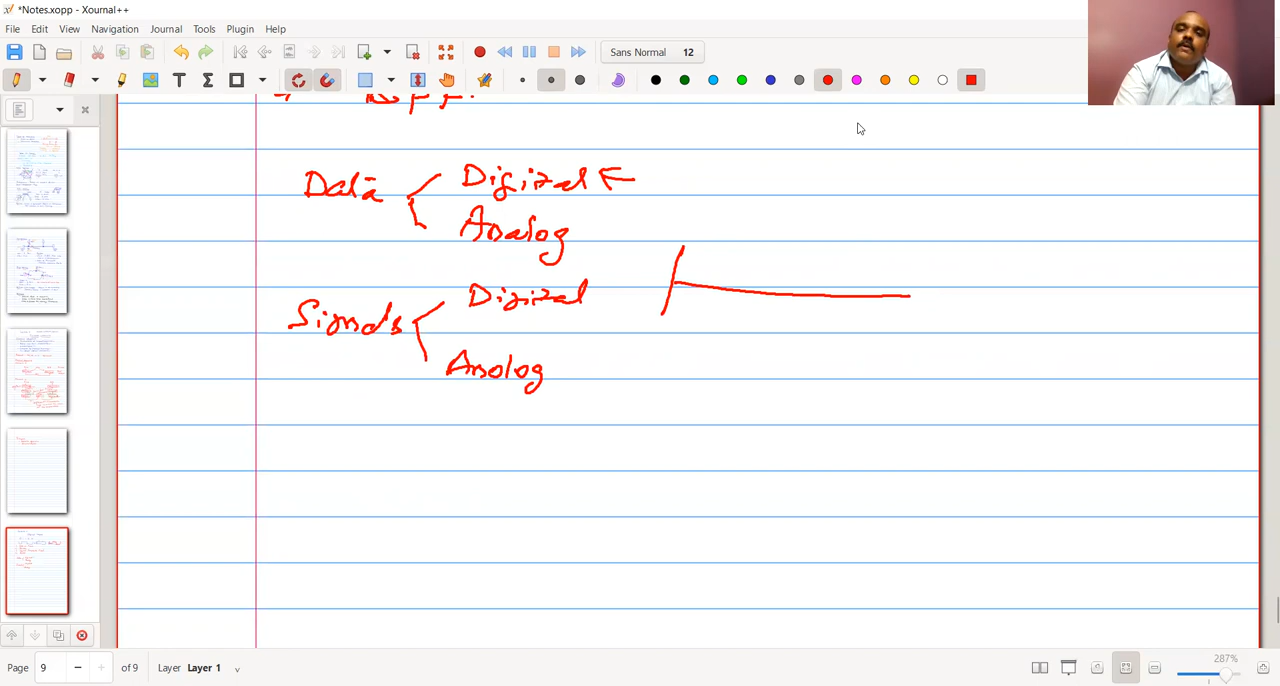 *Notes.xopp - Xournal++
File Edit View Navigation Journal Tools Plugin Help
Sans Normal 12
Data Digital
Analog
Signals Digital
Analog
Page 9 of 9 Layer Layer 1
287%